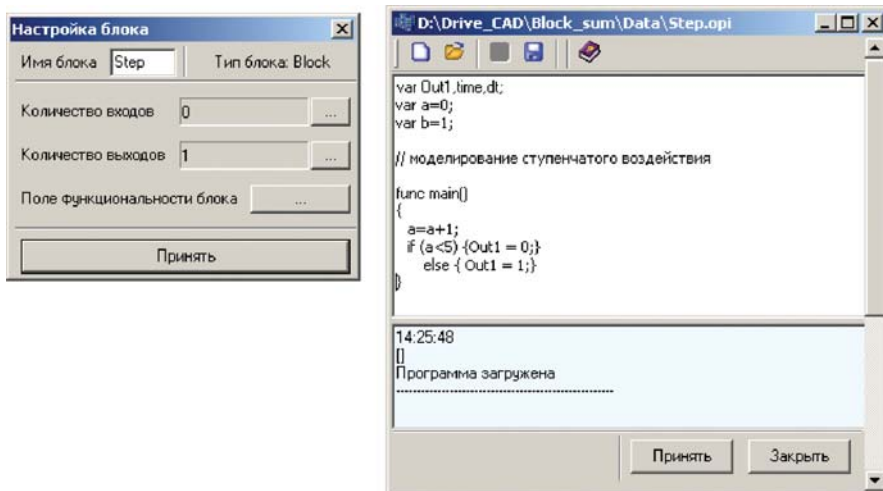 Настройка блока
Имя блока Step Тип блока: Block
Количество входов 0 ...
Количество выходов 1 ...
Поле функциональности блока ...
Принять
D:\Drive_CAD\Block_sum\Data\Step.opi
var Out1,time,dt;
var a=0;
var b=1;
// моделирование ступенчатого воздействия
func main()
{
a=a+1;
if (a<5) {Out1 = 0;}
else { Out1 = 1;}
}
14:25:48
[]
Программа загружена
------------------------------------------------------
Принять Закрыть